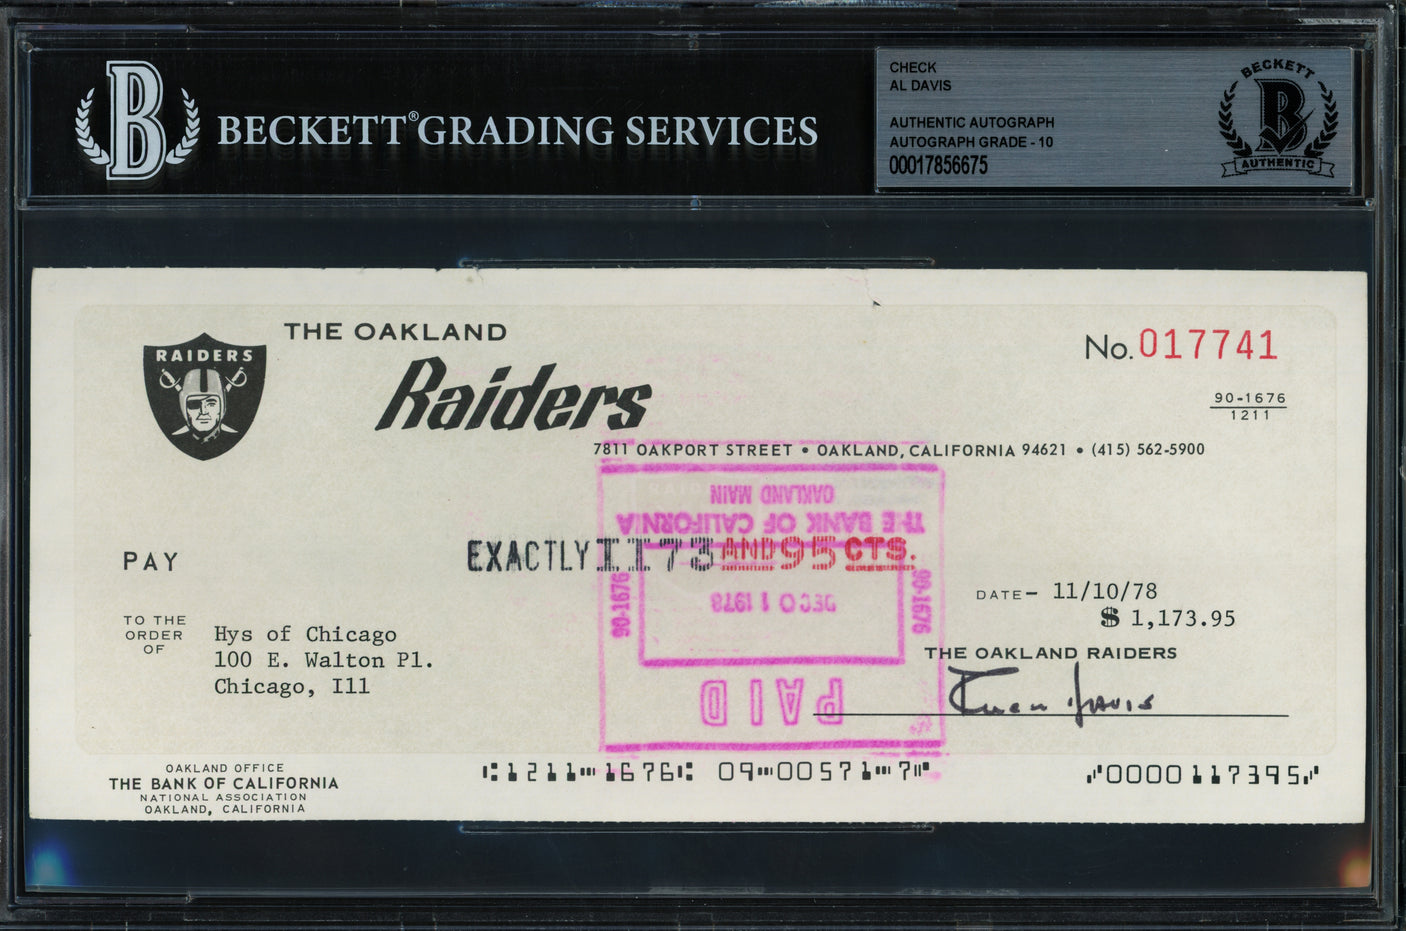 B BECKETT® GRADING SERVICES
CHECK
AL DAVIS
AUTHENTIC AUTOGRAPH
AUTOGRAPH GRADE - 10
00017856675
BECKETT
B
AUTHENTIC
RAIDERS
THE OAKLAND
Raiders
No. 017741
90-1676
1211
7811 OAKPORT STREET • OAKLAND, CALIFORNIA 94621 • (415) 562-5900
PAID
90-1676
DEC 01 1978
90-1676
THE BANK OF CALIFORNIA
OAKLAND MAIN
PAY
EXACTLY 1173 AND 95 CTS.
DATE- 11/10/78
$ 1,173.95
TO THE
ORDER
OF
Hys of Chicago
100 E. Walton Pl.
Chicago, Ill
THE OAKLAND RAIDERS
Allen Davis
OAKLAND OFFICE
THE BANK OF CALIFORNIA
NATIONAL ASSOCIATION
OAKLAND, CALIFORNIA
⑆1211⑉1676⑆ 09⑉00571⑉7⑈
⑇0000117395⑇